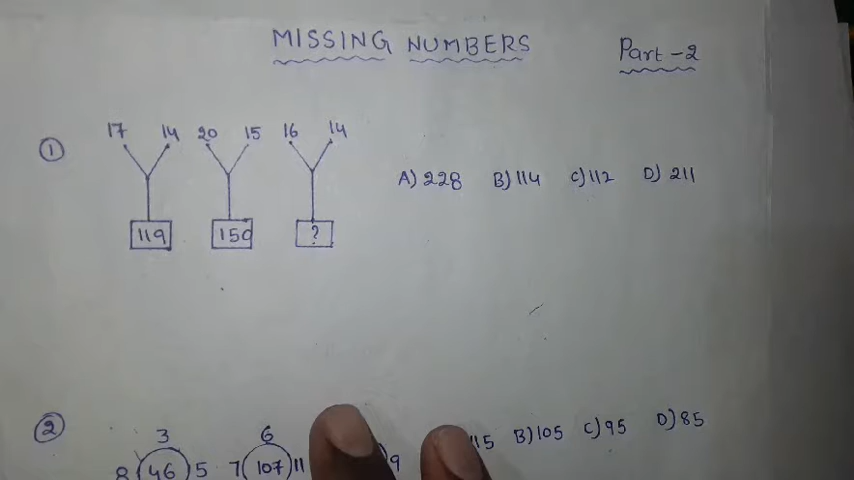 MISSING NUMBERS
Part-2
① 17 14 20 15 16 14
A) 228 B) 114 C) 112 D) 211
119 150 ?
② 3 6
15 B) 105 C) 95 D) 85
8 46 5 7 107 11 9